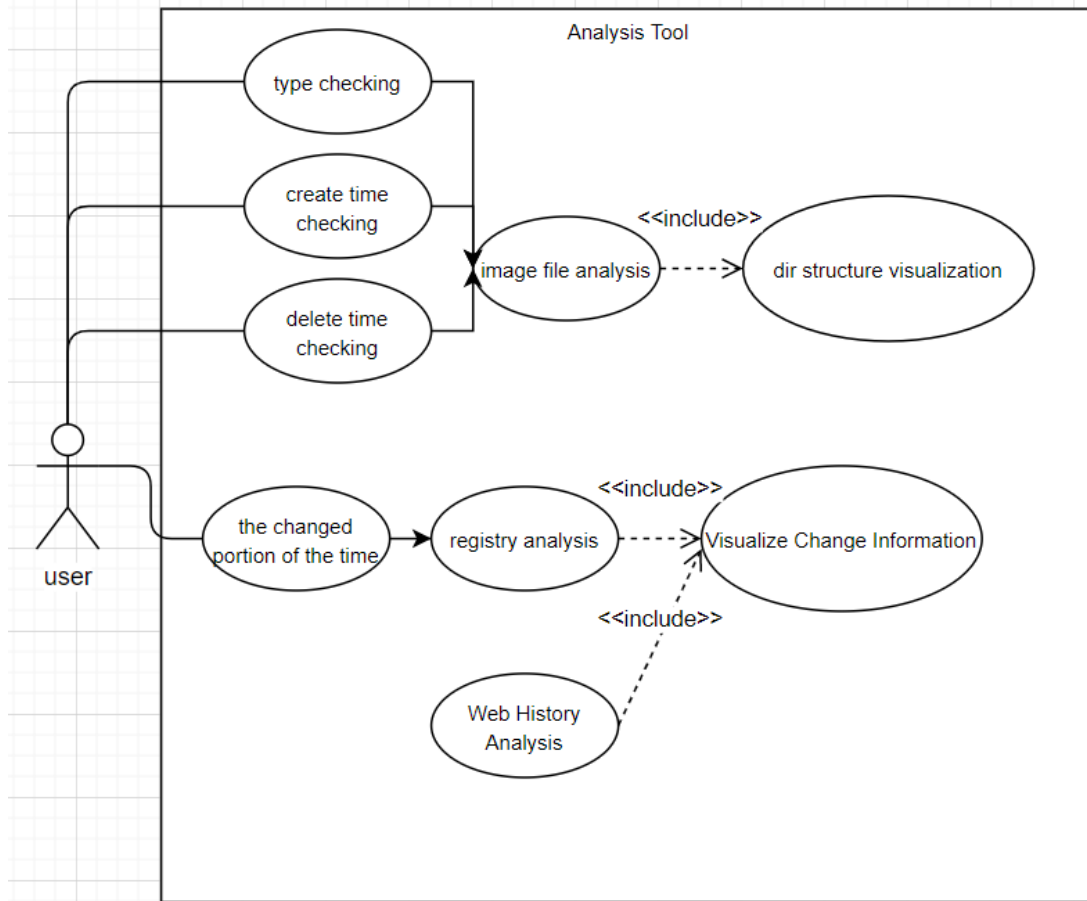 Analysis Tool
type checking
create time
checking
<<include>>
image file analysis
dir structure visualization
delete time
checking
<<include>>
the changed
portion of the time
registry analysis
Visualize Change Information
user
<<include>>
Web History
Analysis